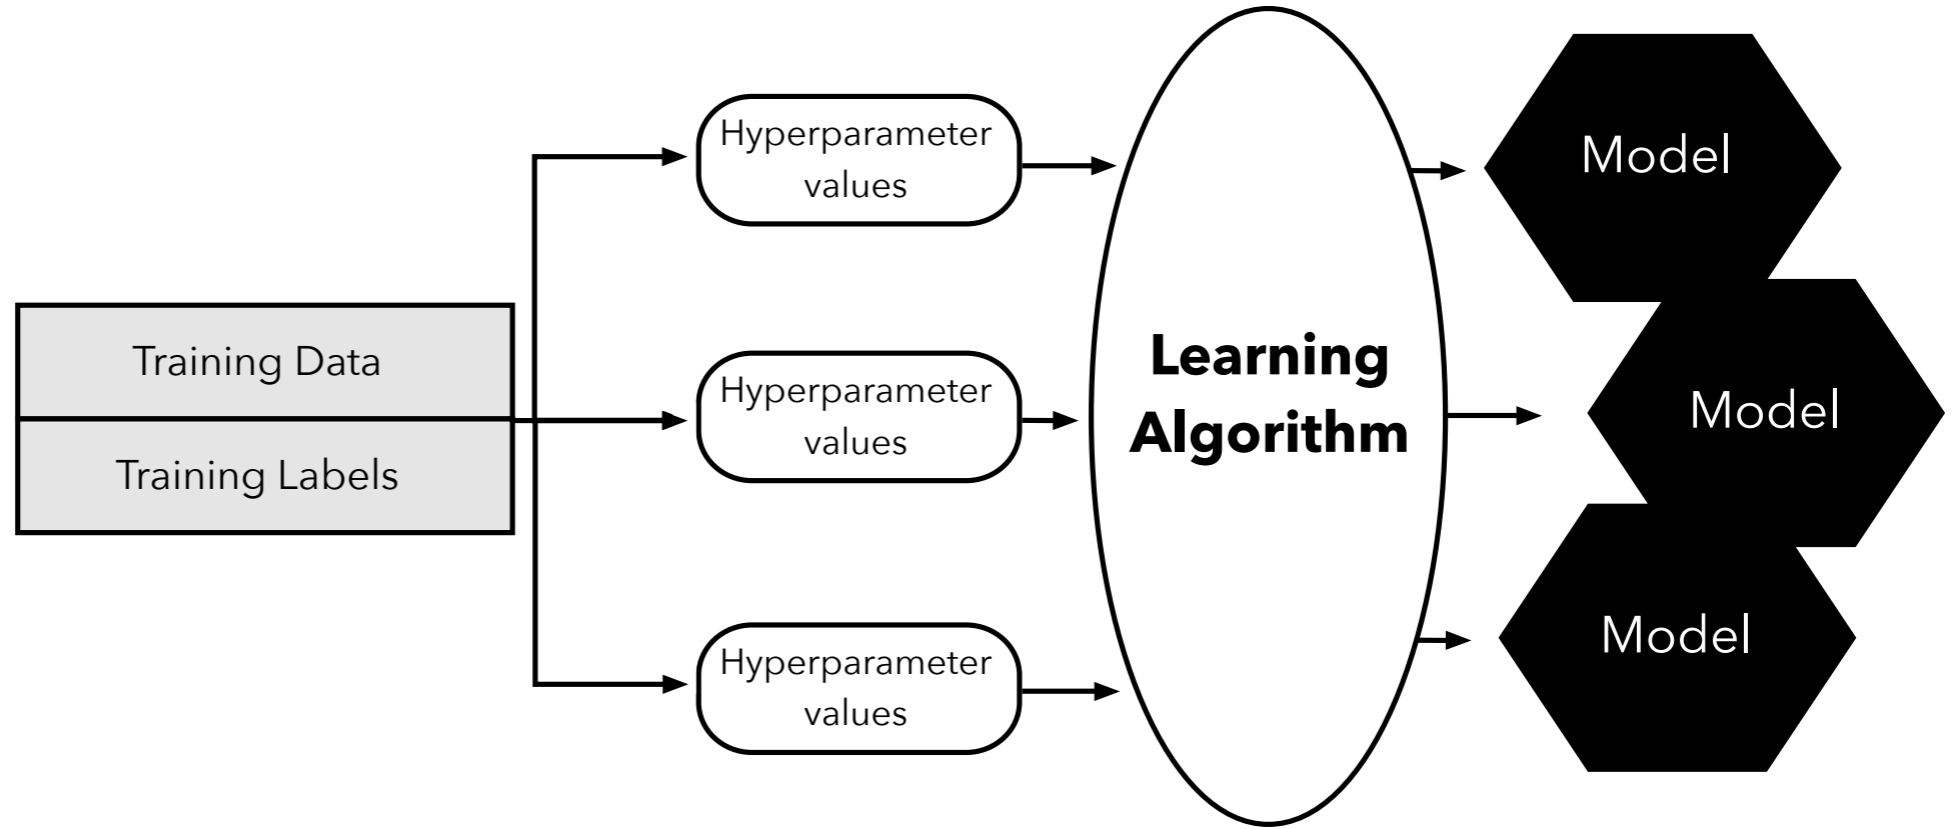 Training Data
Training Labels
Hyperparameter
values
Hyperparameter
values
Hyperparameter
values
Learning
Algorithm
Model
Model
Model